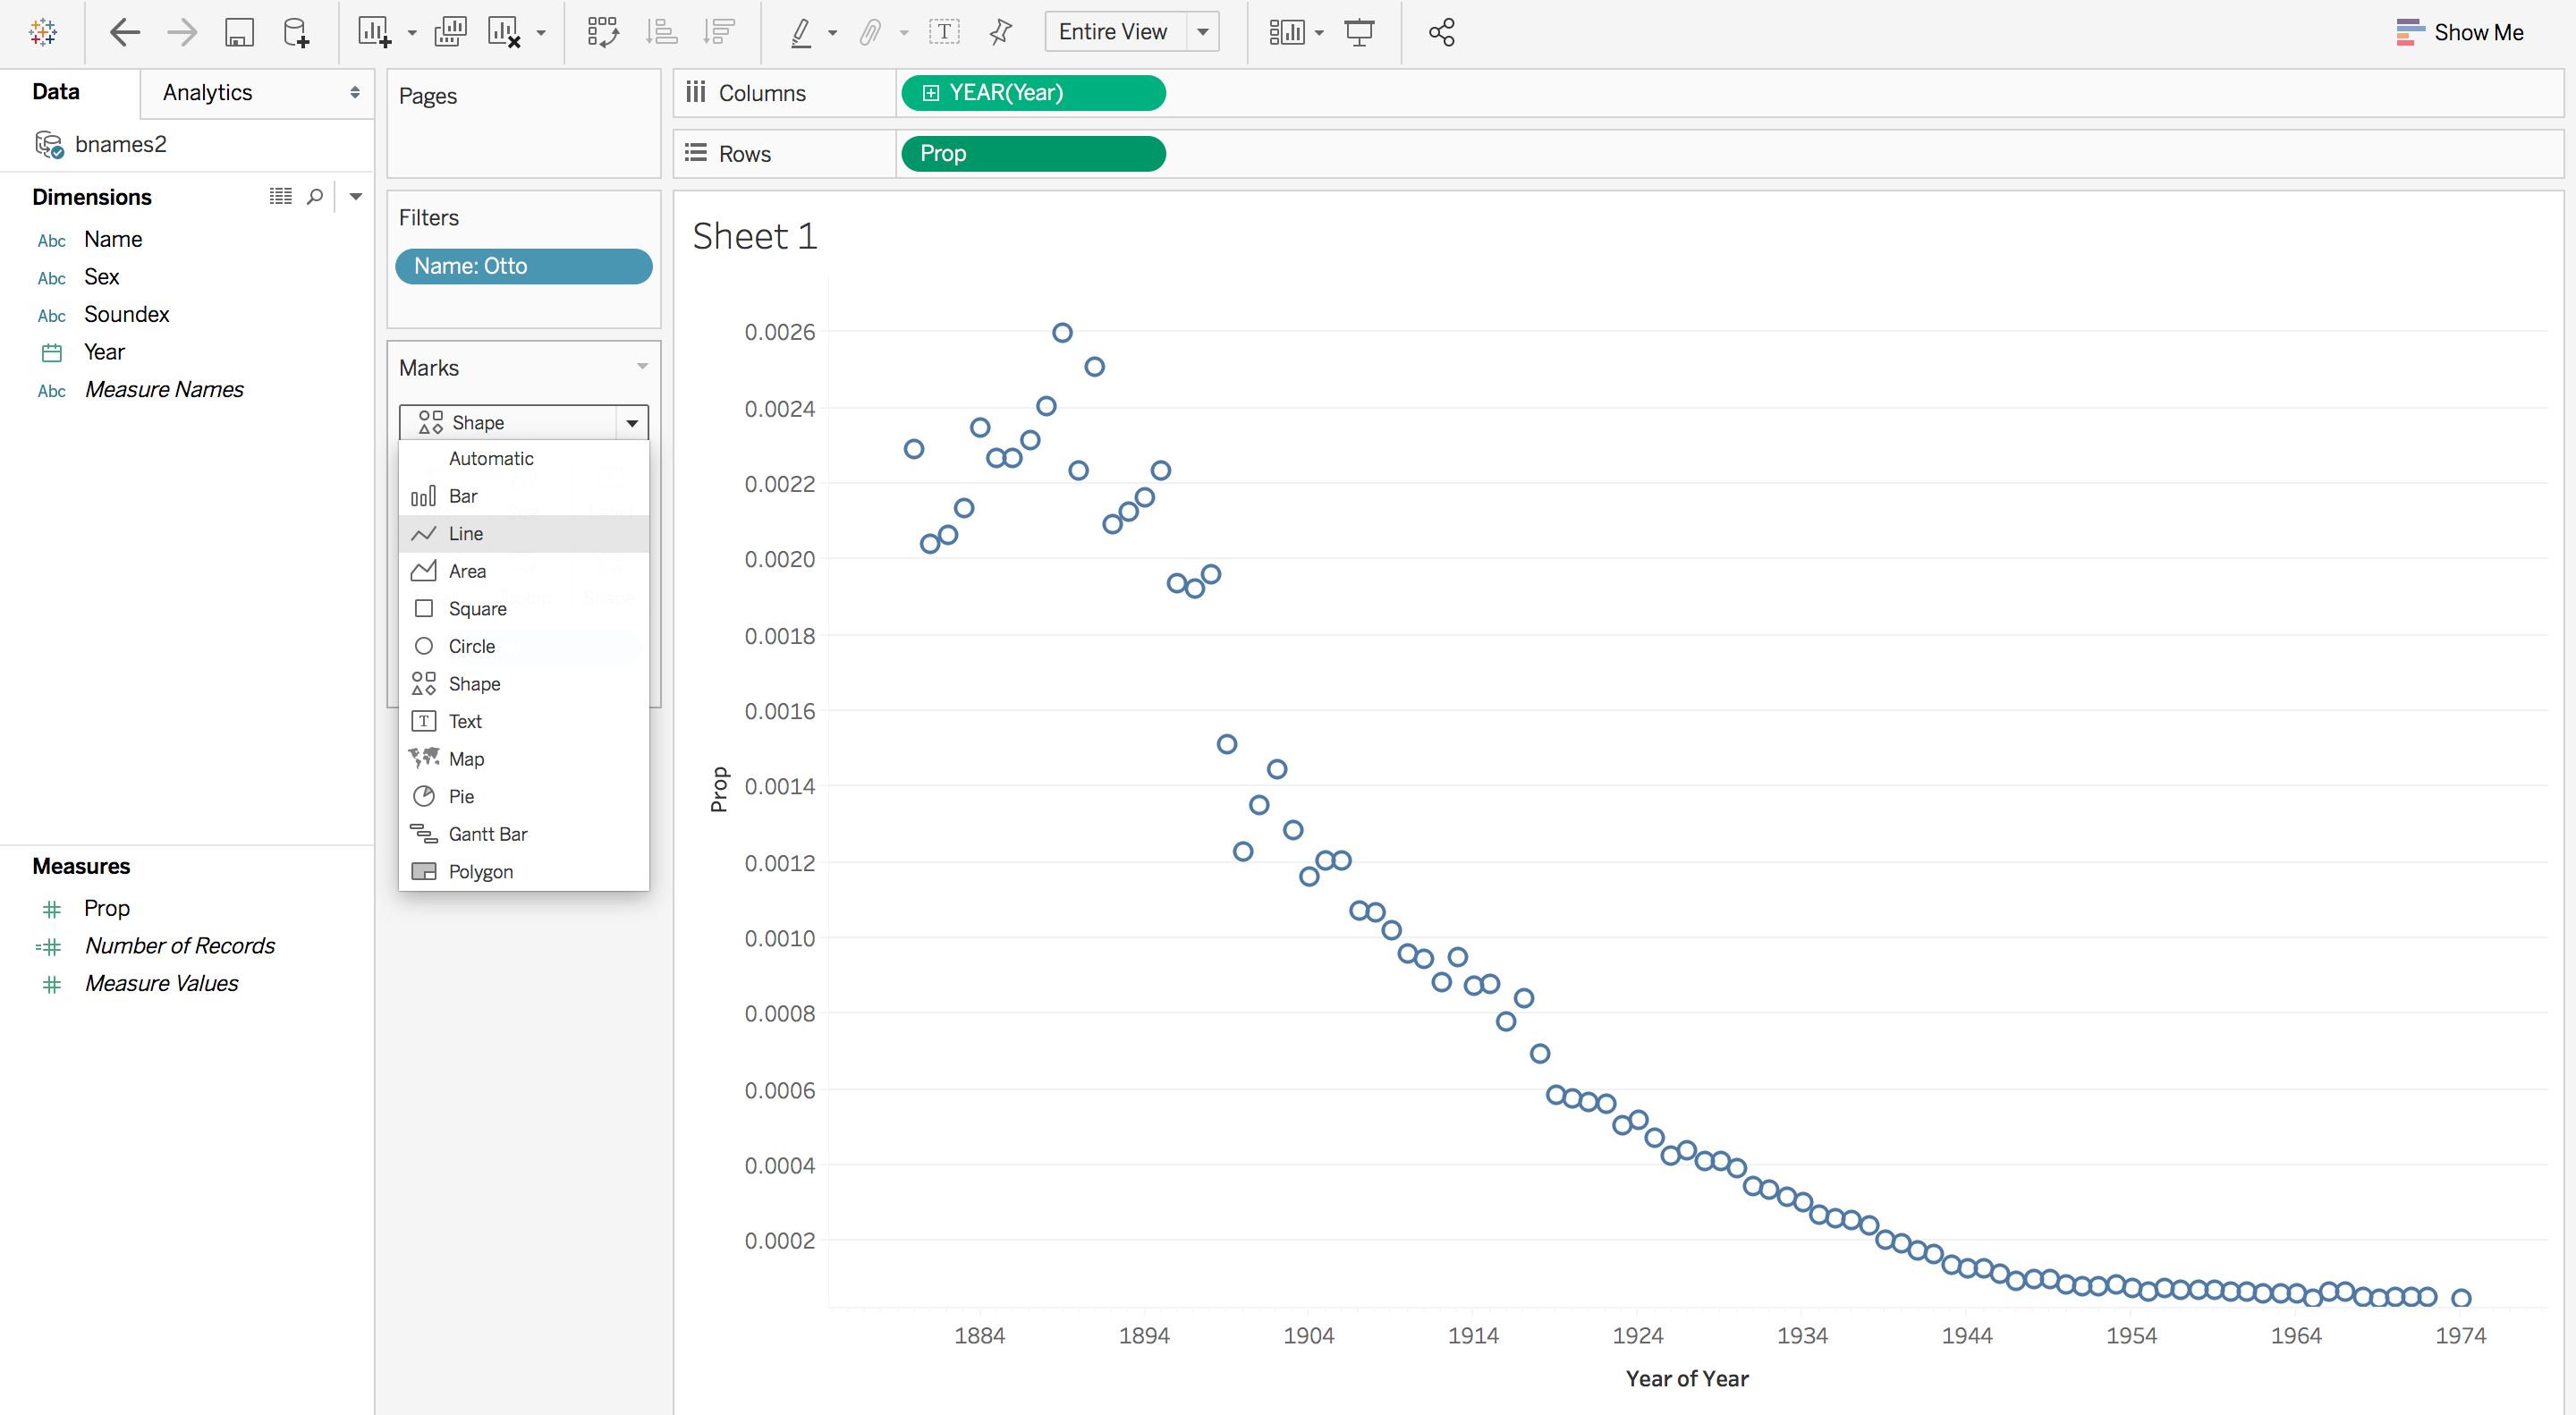 Entire View
Show Me
Data
Analytics
bnames2
Dimensions
Abc Name
Abc Sex
Abc Soundex
Year
Abc Measure Names
Measures
Prop
Number of Records
Measure Values
Pages
Filters
Name: Otto
Marks
Shape
Automatic
Bar
Line
Area
Square
Circle
Shape
Text
Map
Pie
Gantt Bar
Polygon
Columns
YEAR(Year)
Rows
Prop
Sheet 1
0.0026
0.0024
0.0022
0.0020
0.0018
0.0016
0.0014
0.0012
0.0010
0.0008
0.0006
0.0004
0.0002
Prop
1884 1894 1904 1914 1924 1934 1944 1954 1964 1974
Year of Year